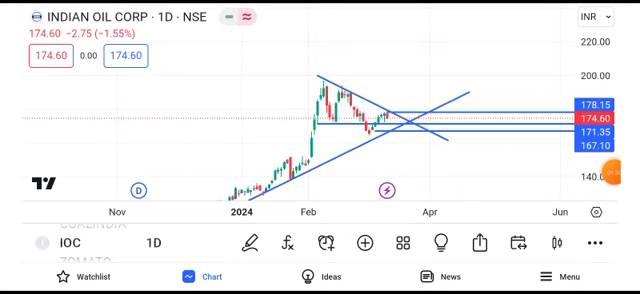 INDIAN OIL CORP · 1D · NSE
INR
174.60 −2.75 (−1.55%)
174.60 0.00 174.60
220.00
200.00
178.15
174.60
171.35
167.10
140.00
D
Nov 2024 Feb Apr Jun
COALINDIA
IOC 1D
ZOMATO
Watchlist Chart Ideas News Menu